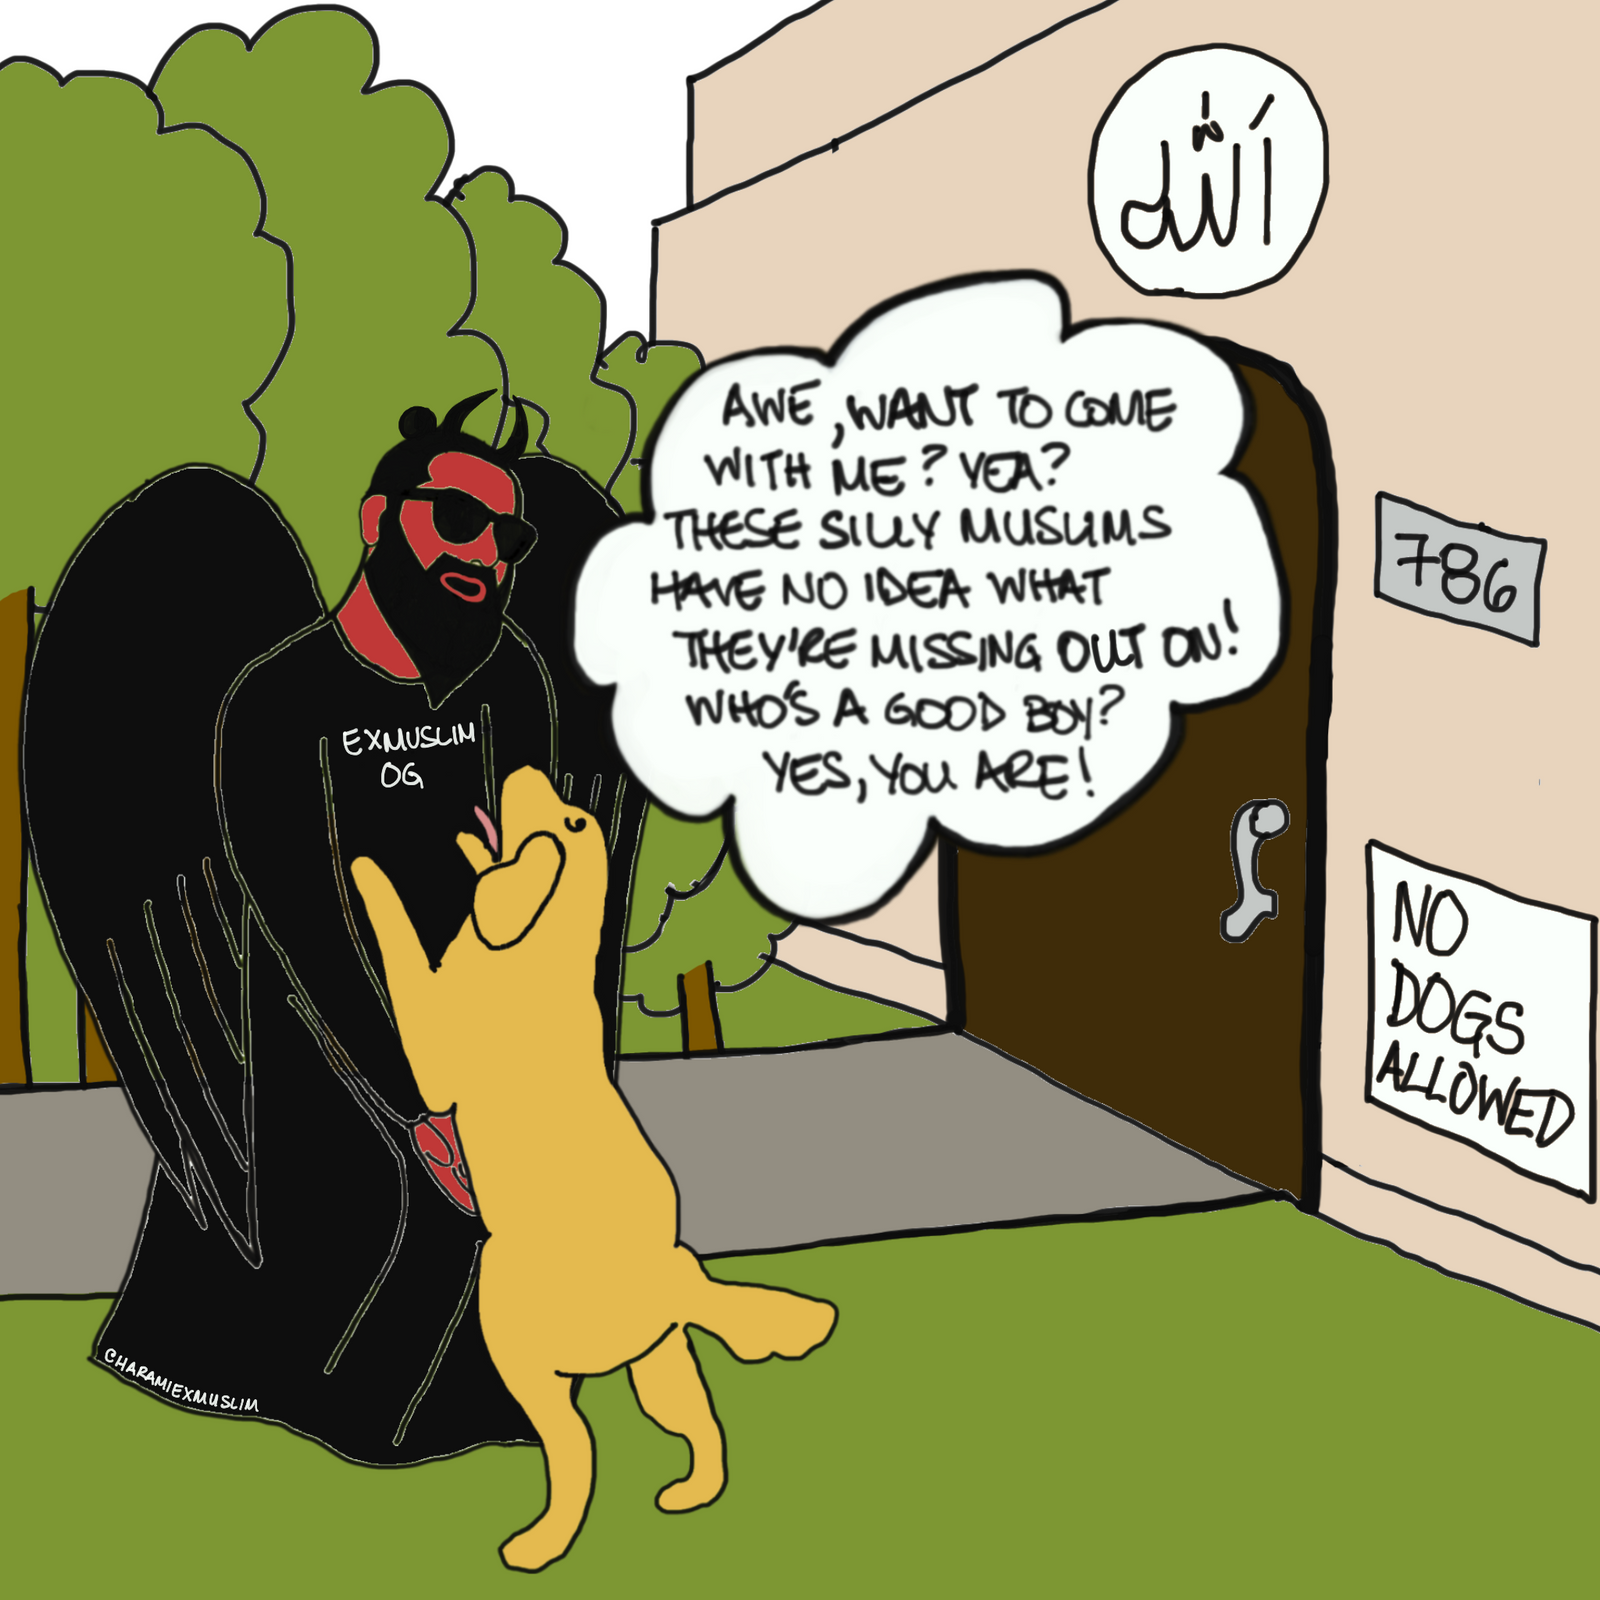 الله
AWE, WANT TO COME
WITH ME? YEA?
THESE SILLY MUSLIMS
HAVE NO IDEA WHAT
THEY'RE MISSING OUT ON!
WHO'S A GOOD BOY?
YES, YOU ARE!
786
EXMUSLIM
OG
NO
DOGS
ALLOWED
@HARAMIEXMUSLIM